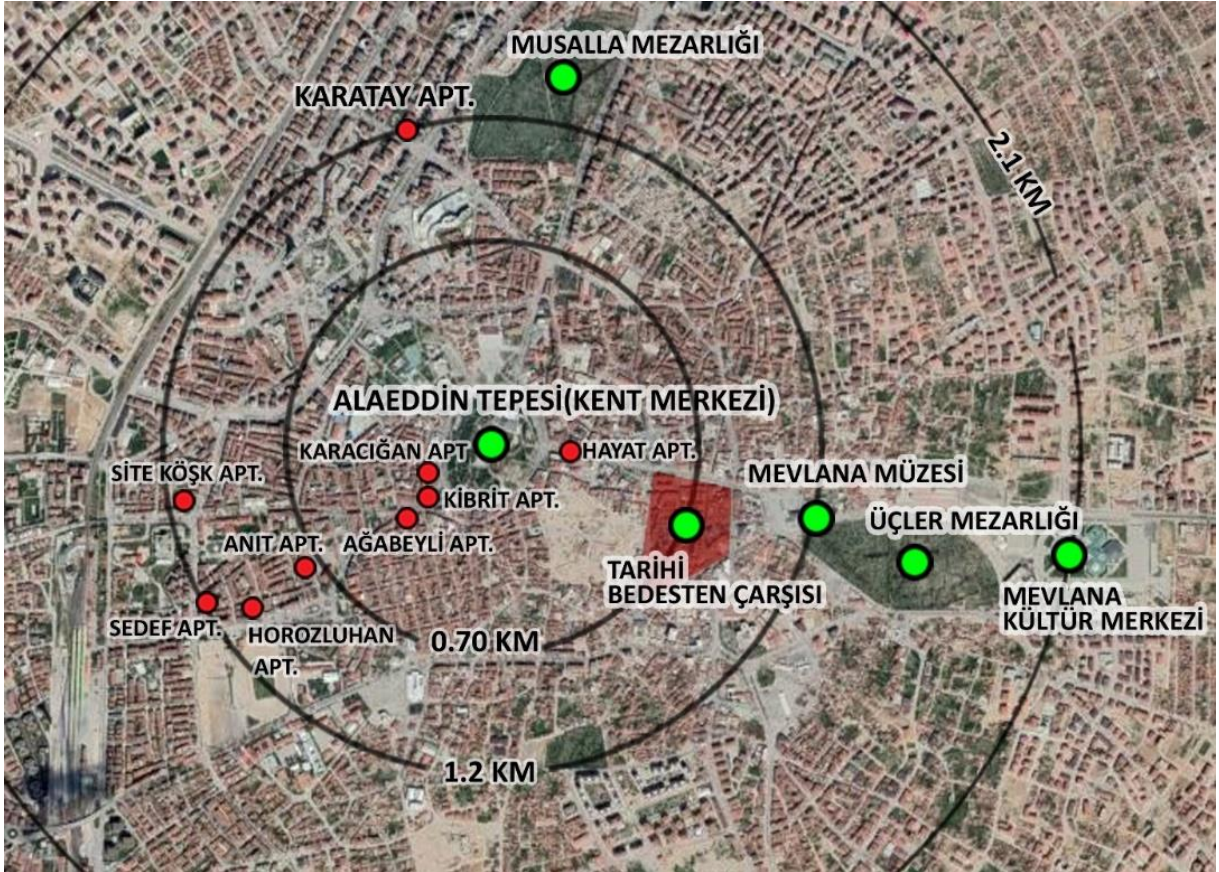 MUSALLA MEZARLIĞI
KARATAY APT.
2.1 KM
ALAEDDİN TEPESİ(KENT MERKEZİ)
KARACIĞAN APT
HAYAT APT.
SİTE KÖŞK APT.
KİBRİT APT.
MEVLANA MÜZESİ
ANIT APT.
AĞABEYLİ APT.
ÜÇLER MEZARLIĞI
TARİHİ
BEDESTEN ÇARŞISI
MEVLANA
KÜLTÜR MERKEZİ
SEDEF APT.
HOROZLUHAN
APT.
0.70 KM
1.2 KM